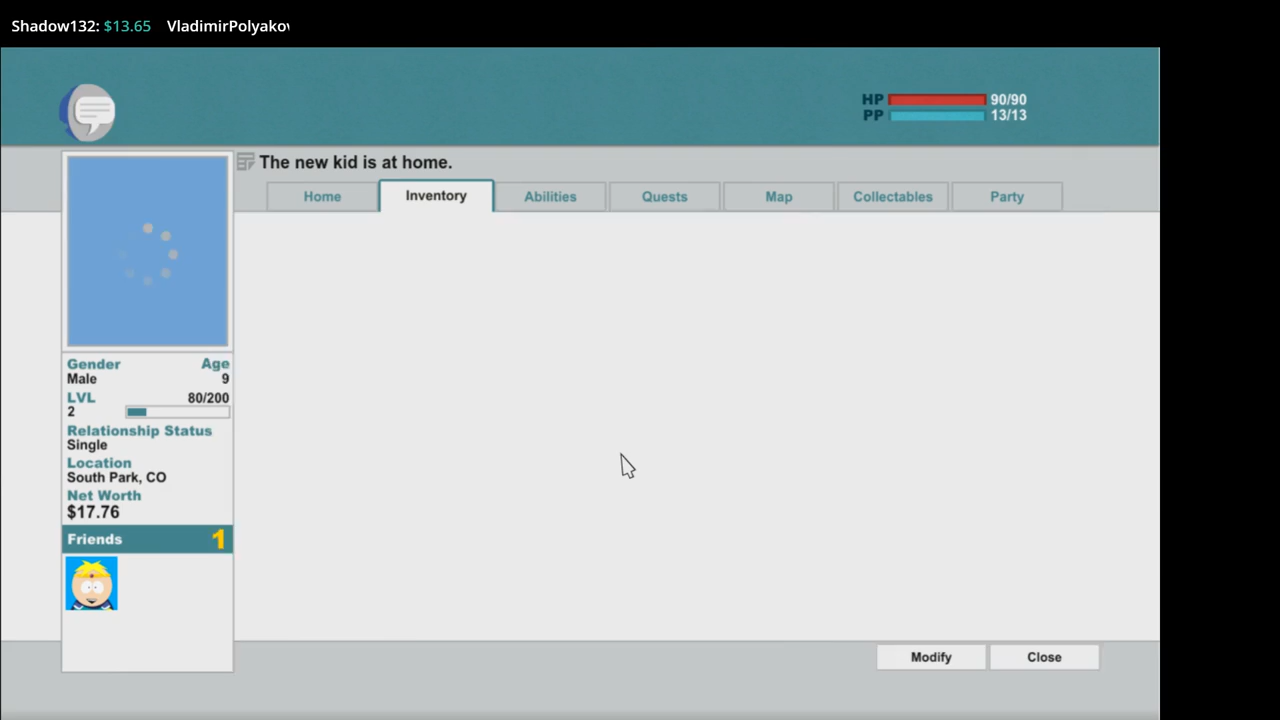 Shadow132: $13.65 VladimirPolyakov
HP 90/90
PP 13/13
The new kid is at home.
Home Inventory Abilities Quests Map Collectables Party
Gender Age
Male 9
LVL 80/200
2
Relationship Status
Single
Location
South Park, CO
Net Worth
$17.76
Friends 1
Modify Close